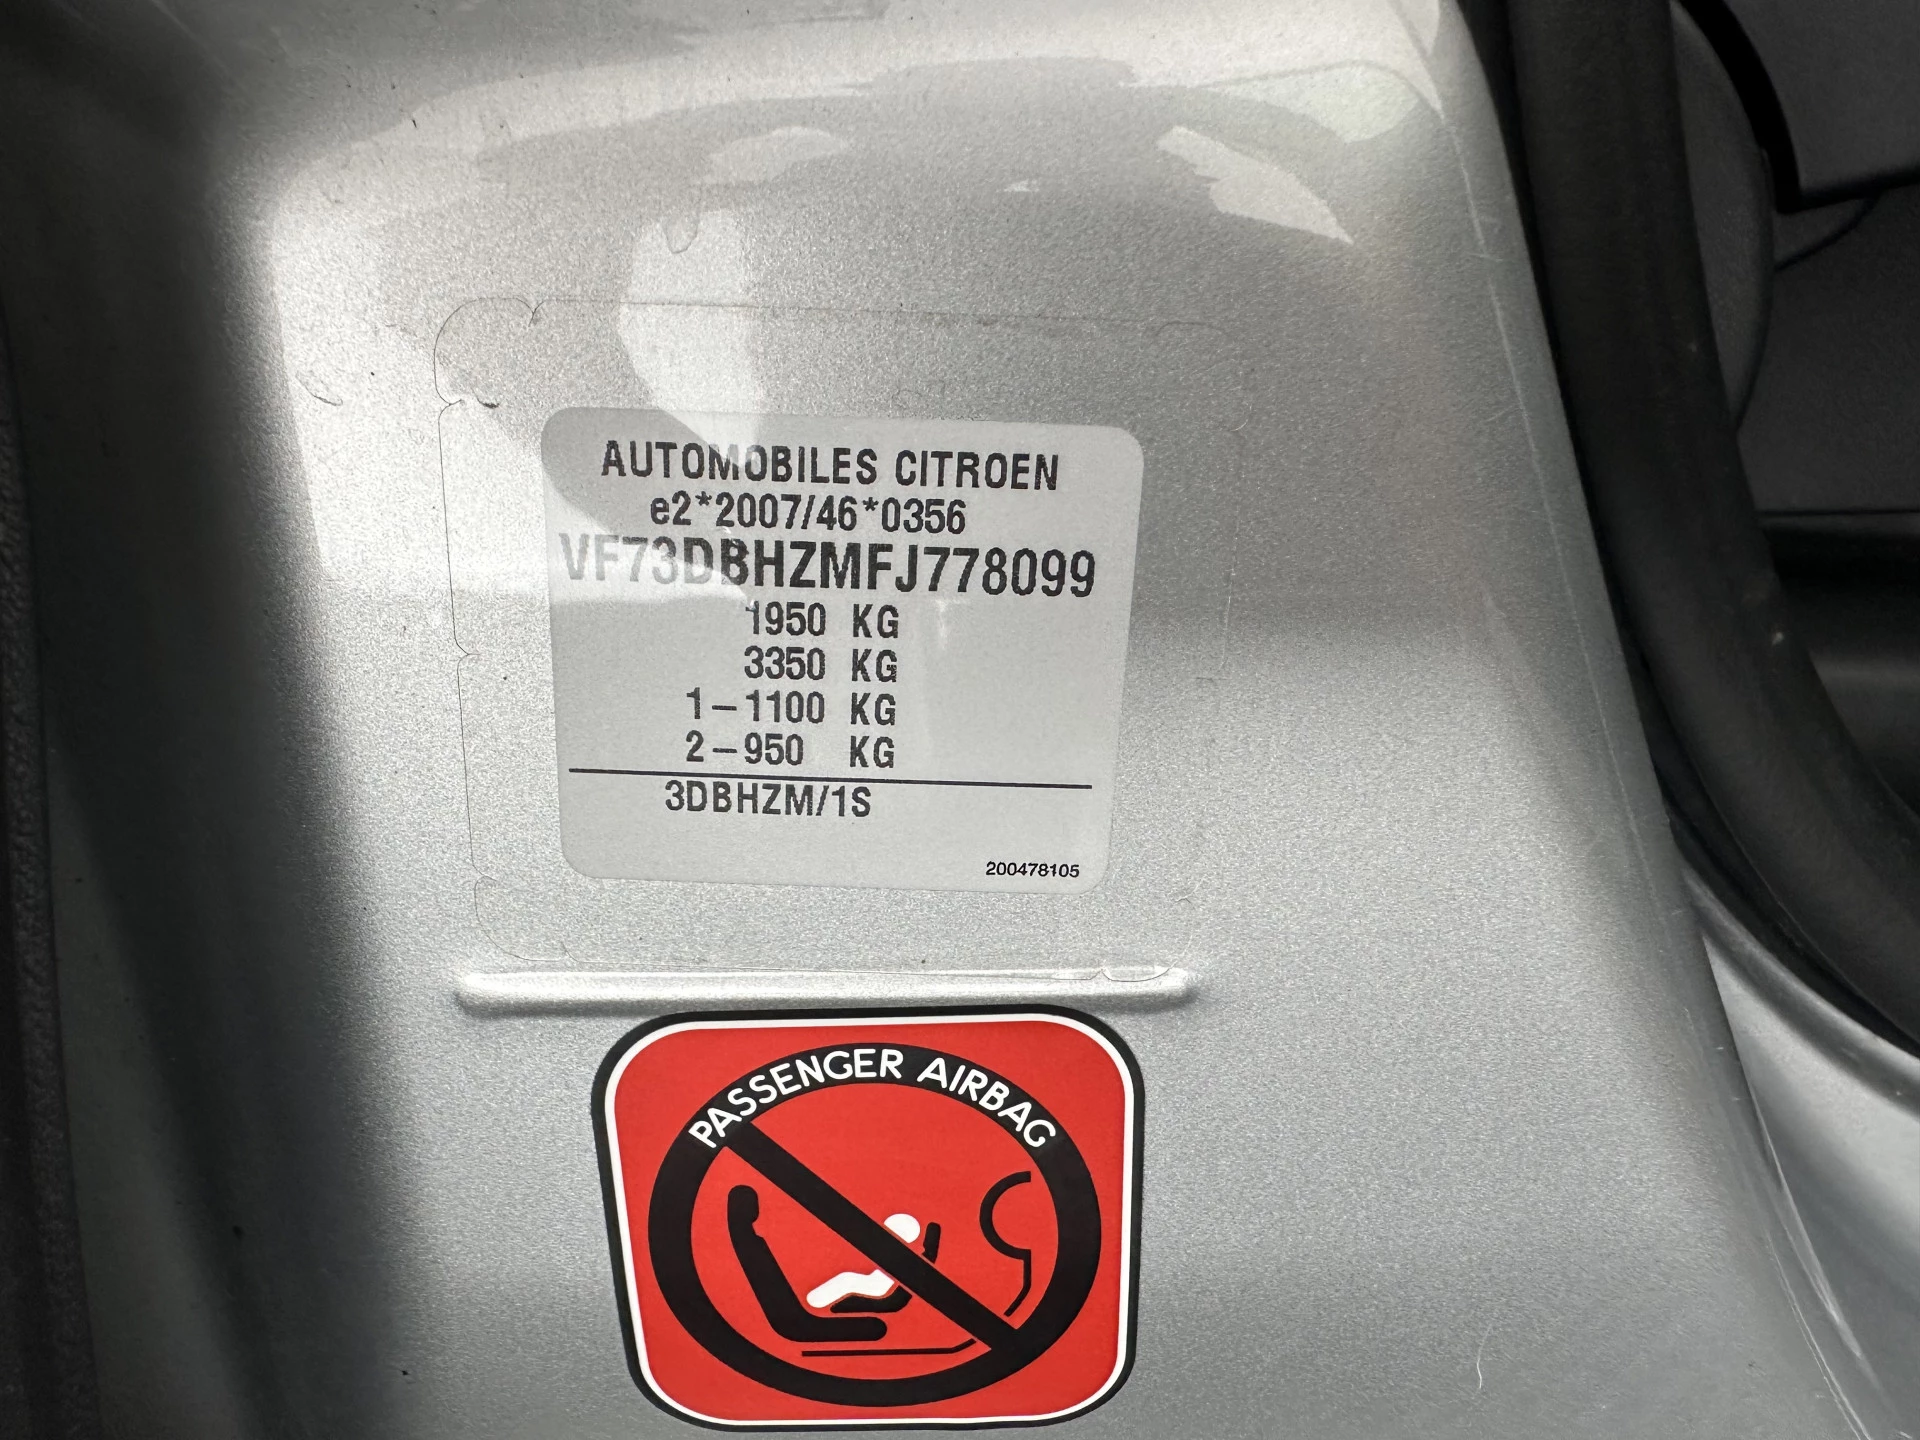 AUTOMOBILES CITROEN
e2*2007/46*0356
VF73DBHZMFJ778099
1950 KG
3350 KG
1-1100 KG
2-950 KG
3DBHZM/1S
200478105
PASSENGER AIRBAG